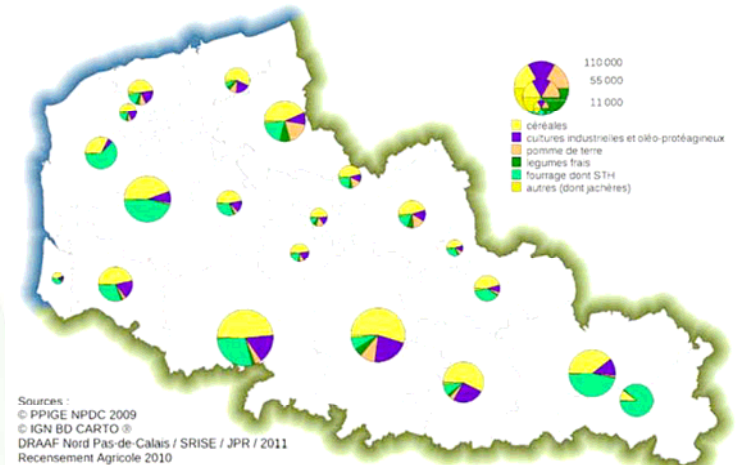 110 000
55 000
11 000
céréales
cultures industrielles et oléo-protéagineux
pomme de terre
legumes frais
fourrage dont STH
autres (dont jachères)
Sources :
© PPIGE NPDC 2009
© IGN BD CARTO ®
DRAAF Nord Pas-de-Calais / SRISE / JPR / 2011
Recensement Agricole 2010